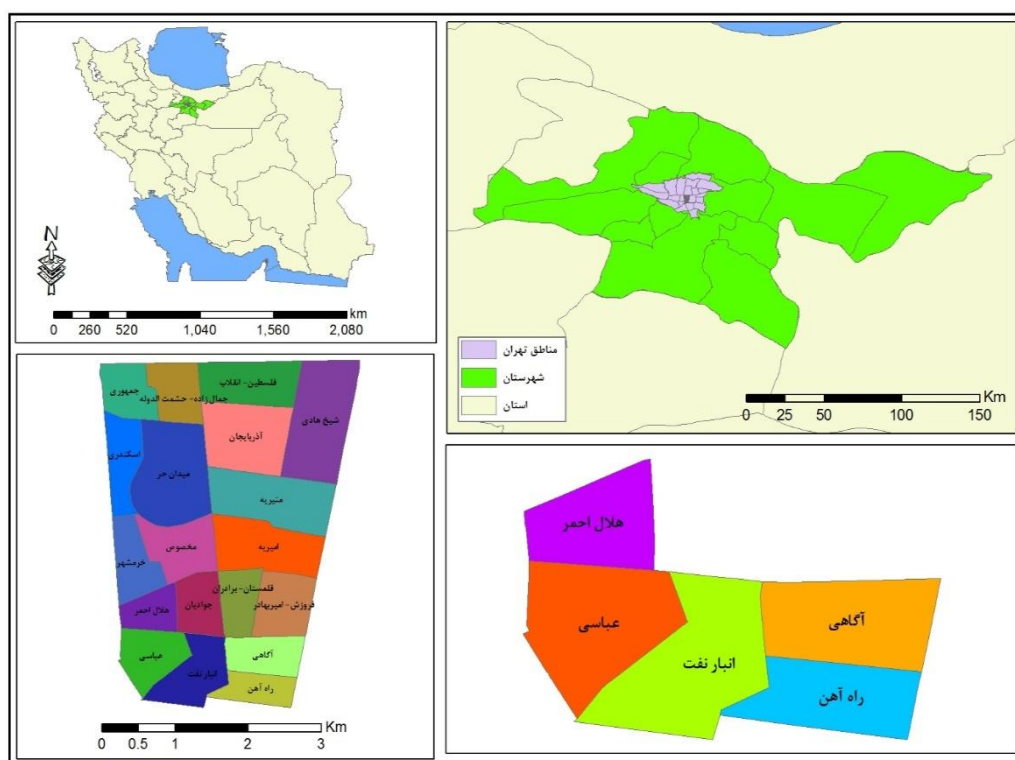 N
km
0 260 520 1,040 1,560 2,080
مناطق تهران
شهرستان
استان
Km
0 25 50 100 150
جمهوری
جمال زاده- حشمت الدوله
فلسطین- انقلاب
شیخ هادی
اسکندری
آذربایجان
میدان حر
منیریه
خرمشهر
مخصوص
امیریه
هلال احمر
جوادیان
قلمستان- برادران
فروزش- امیربهادر
عباسی
انبار نفت
آگاهی
راه آهن
Km
0 0.5 1 2 3
هلال احمر
عباسی
انبار نفت
آگاهی
راه آهن